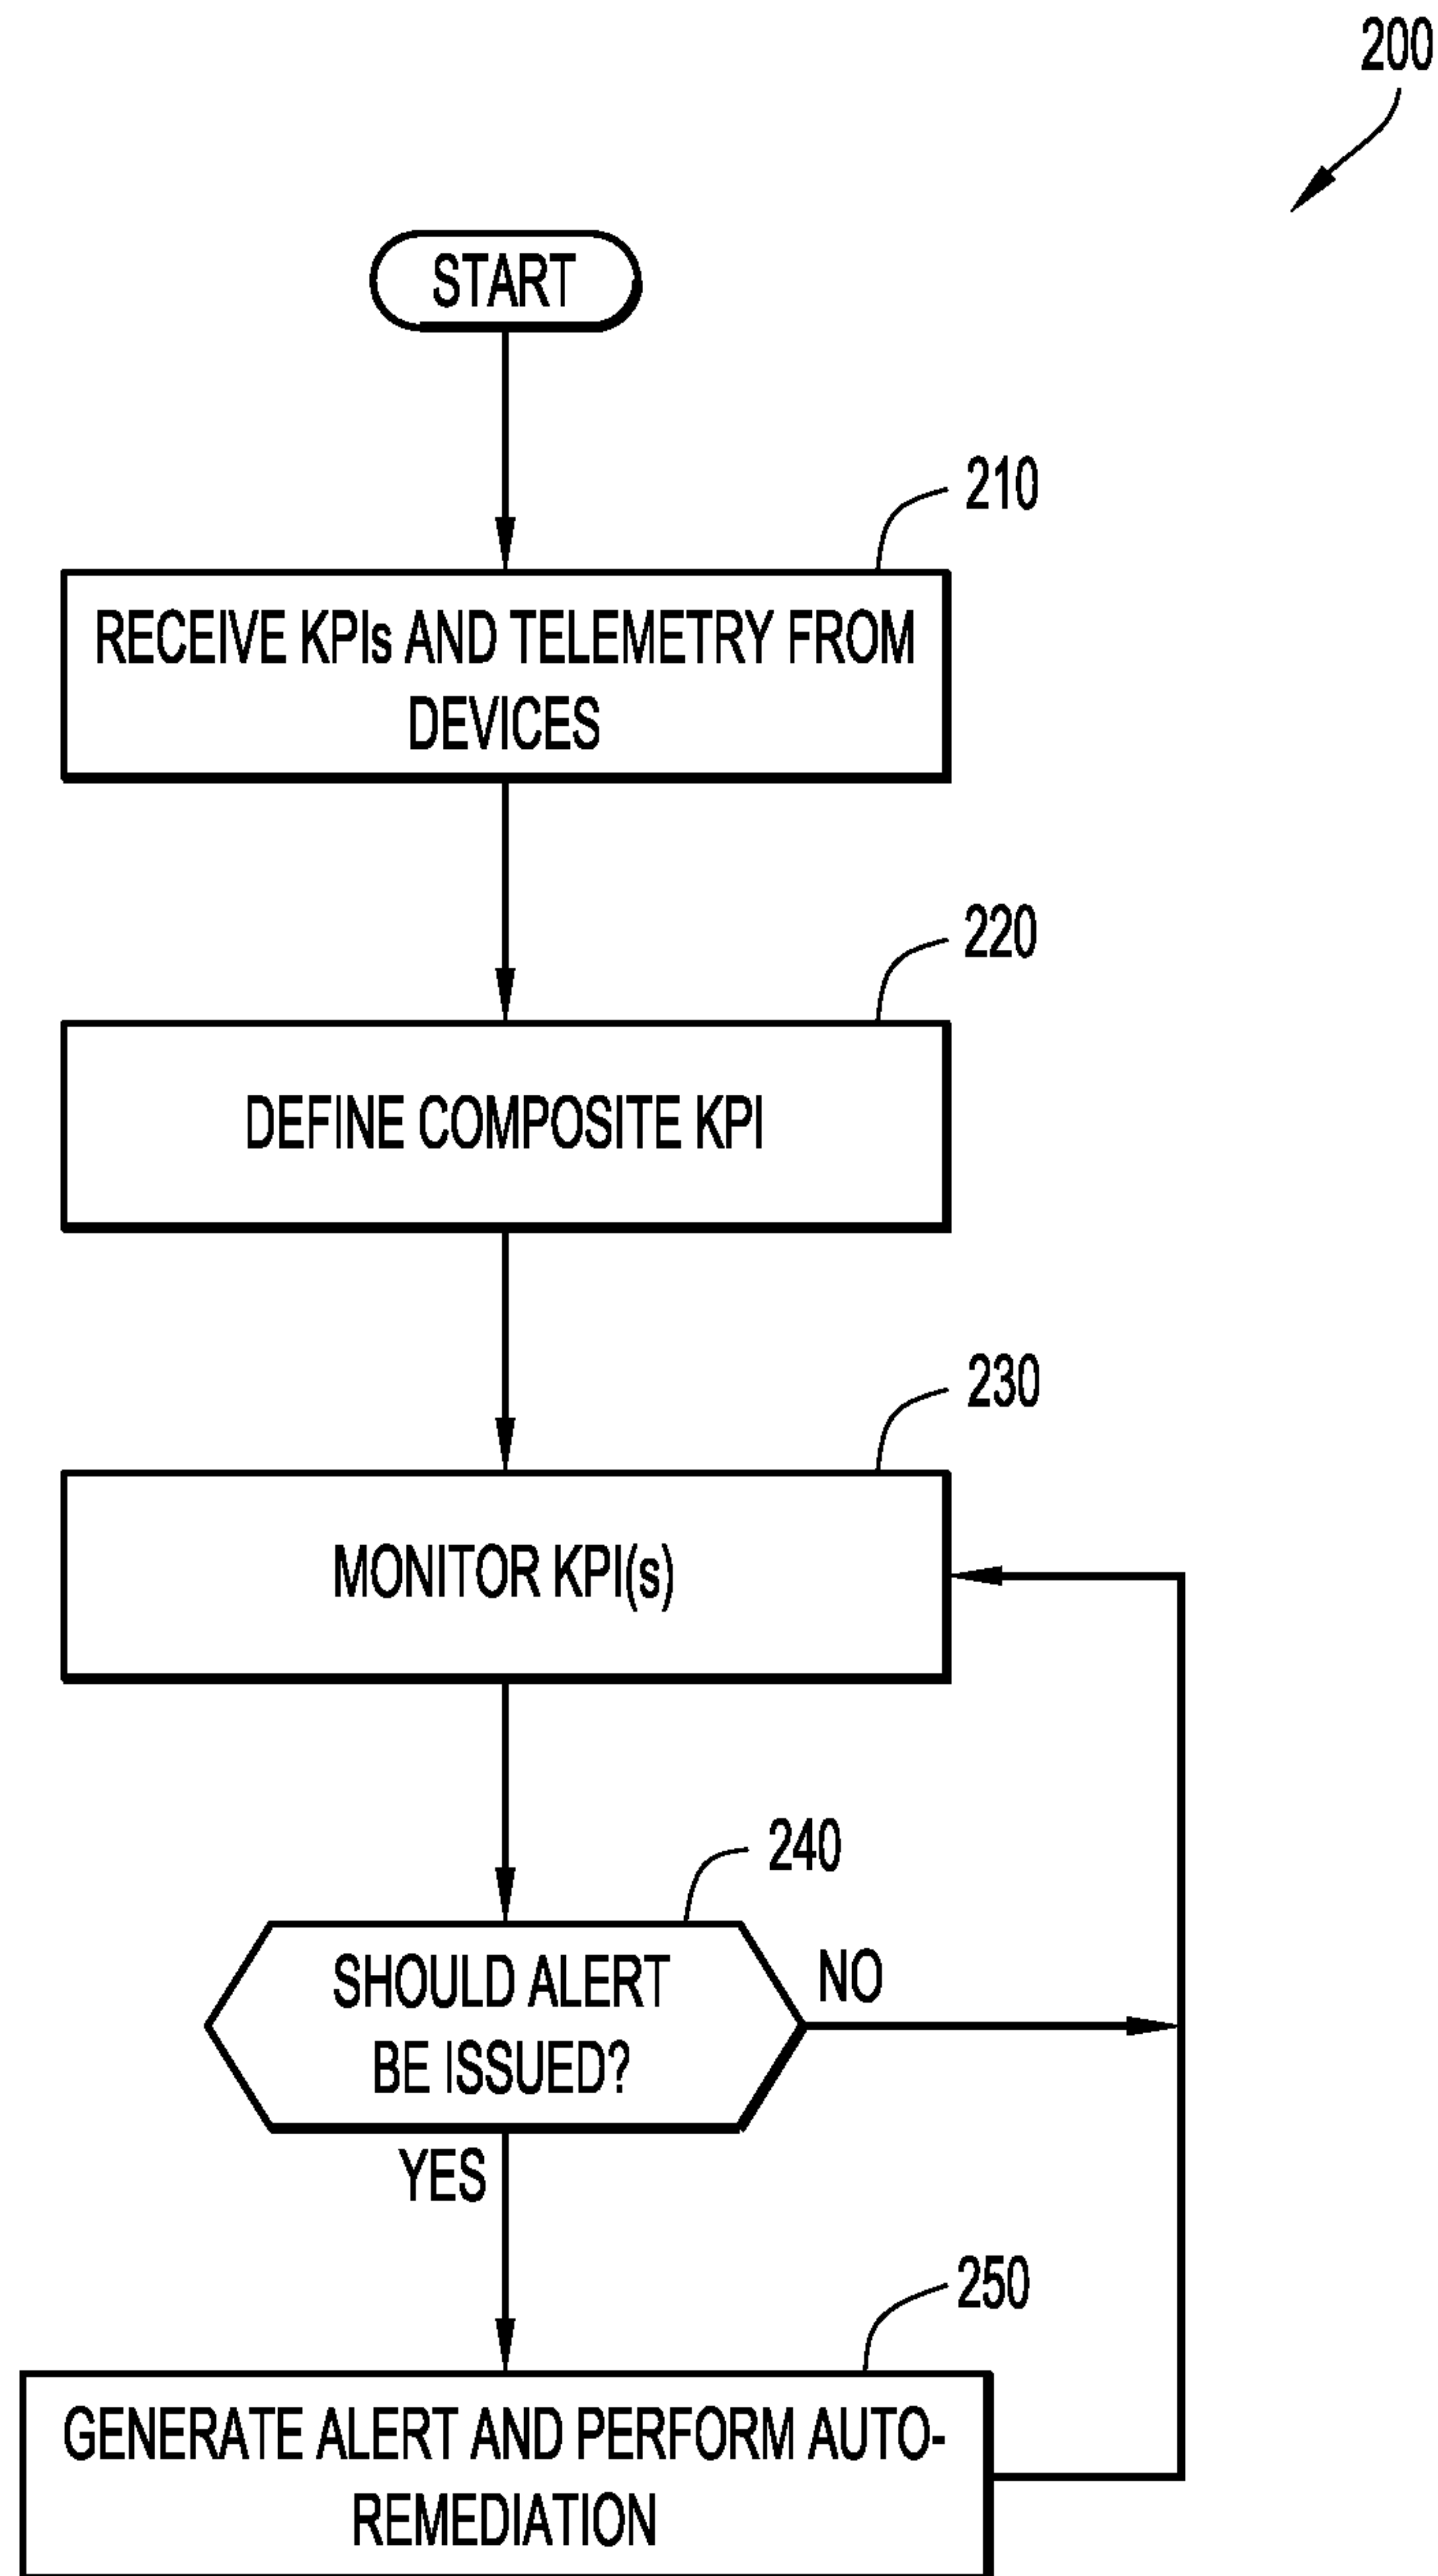 200
START
210
RECEIVE KPIs AND TELEMETRY FROM
DEVICES
220
DEFINE COMPOSITE KPI
230
MONITOR KPI(s)
240
SHOULD ALERT
BE ISSUED?
NO
YES
250
GENERATE ALERT AND PERFORM AUTO-
REMEDIATION